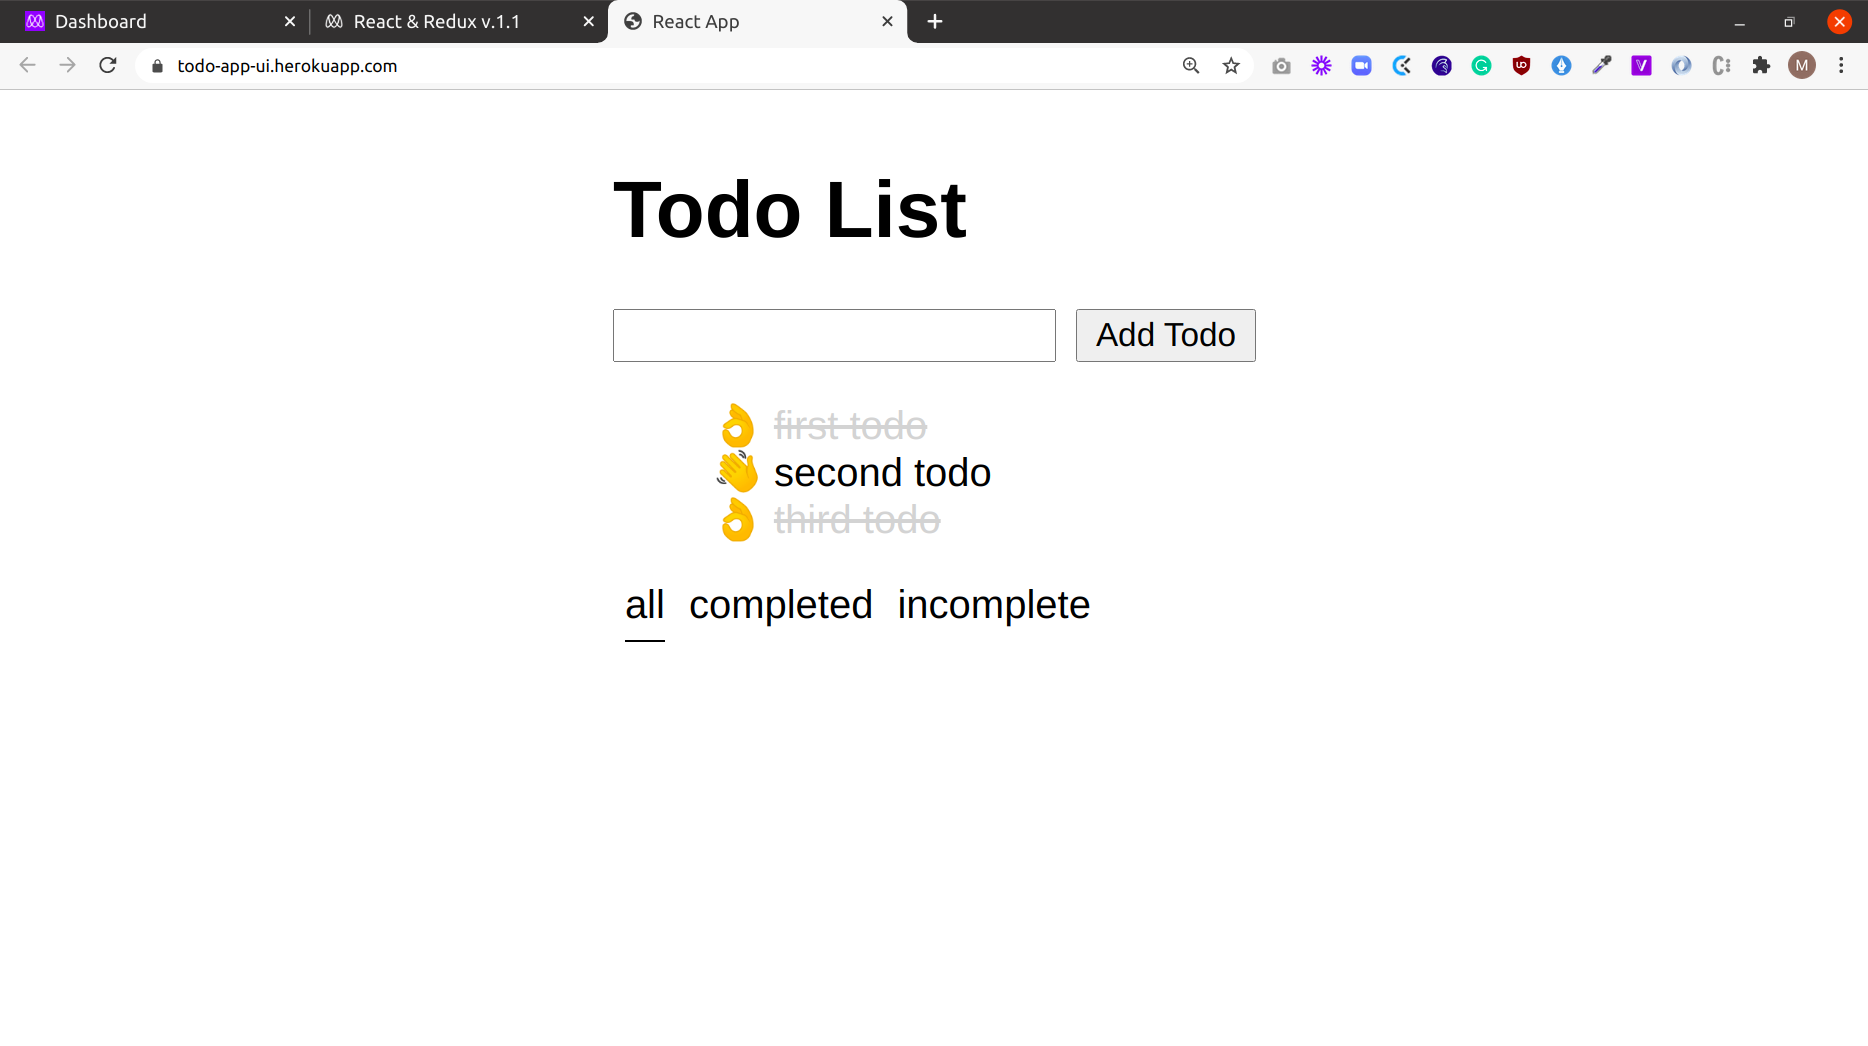 Dashboard
React & Redux v.1.1
React App
todo-app-ui.herokuapp.com
M
Todo List
Add Todo
👌 first todo
👋 second todo
👌 third todo
all completed incomplete